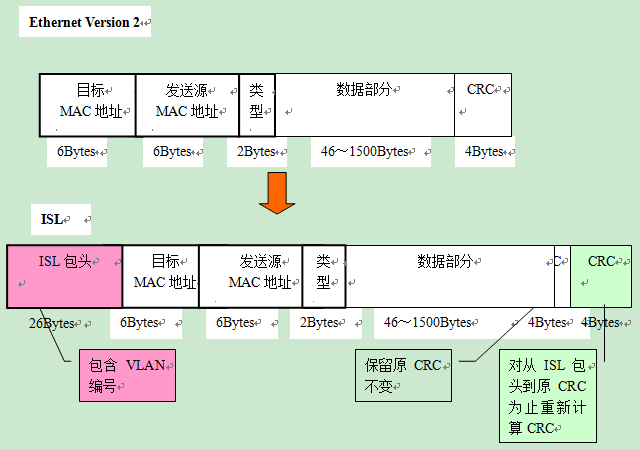 Ethernet Version 2
目标 发送源 类 数据部分 CRC
MAC 地址 MAC 地址 型
6Bytes 6Bytes 2Bytes 46～1500Bytes 4Bytes
ISL
ISL 包头 目标 发送源 类 数据部分 C CRC
MAC 地址 MAC 地址 型
26Bytes 6Bytes 6Bytes 2Bytes 46～1500Bytes 4Bytes 4Bytes
包含 VLAN
编号
保留原 CRC
不变
对从 ISL 包
头到原 CRC
为止重新计
算 CRC